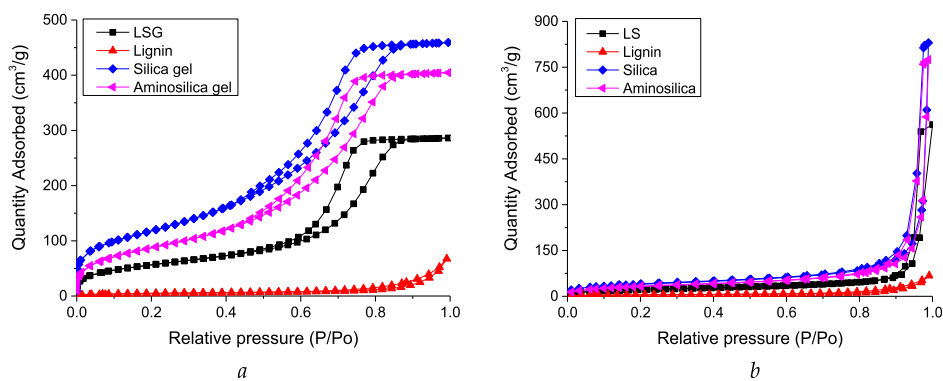 500
400
300
200
100
0
Quantity Adsorbed (cm³/g)
LSG
Lignin
Silica gel
Aminosilica gel
0.0 0.2 0.4 0.6 0.8 1.0
Relative pressure (P/Po)
a
900
750
600
450
300
150
0
Quantity Adsorbed (cm³/g)
LS
Lignin
Silica
Aminosilica
0.0 0.2 0.4 0.6 0.8 1.0
Relative pressure (P/Po)
b